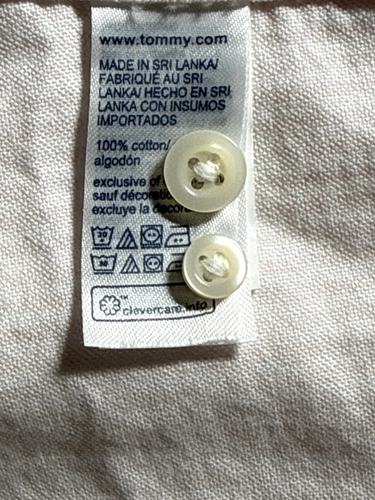 www.tommy.com
MADE IN SRI LANKA/
FABRIQUÉ AU SRI
LANKA/ HECHO EN SRI
LANKA CON INSUMOS
IMPORTADOS
100% cotton/
algodón
exclusive of
sauf décorati
excluye la decora
clevercare.info